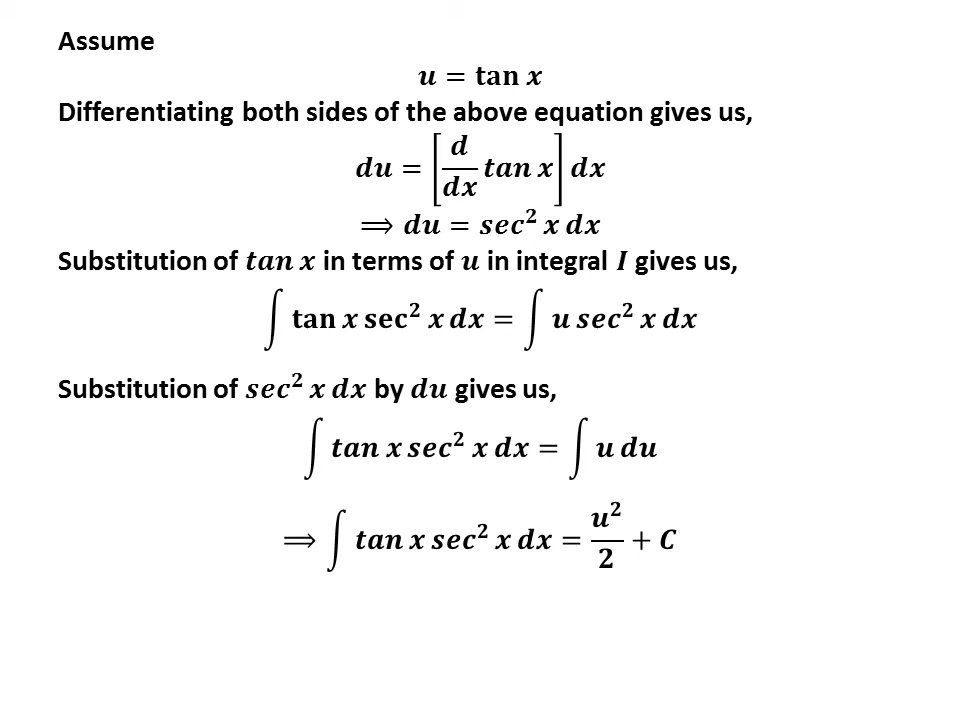 Assume
u = tan x
Differentiating both sides of the above equation gives us,
du = [d/dx tan x] dx
⟹ du = sec² x dx
Substitution of tan x in terms of u in integral I gives us,
∫ tan x sec² x dx = ∫ u sec² x dx
Substitution of sec² x dx by du gives us,
∫ tan x sec² x dx = ∫ u du
⟹ ∫ tan x sec² x dx = u²/2 + C